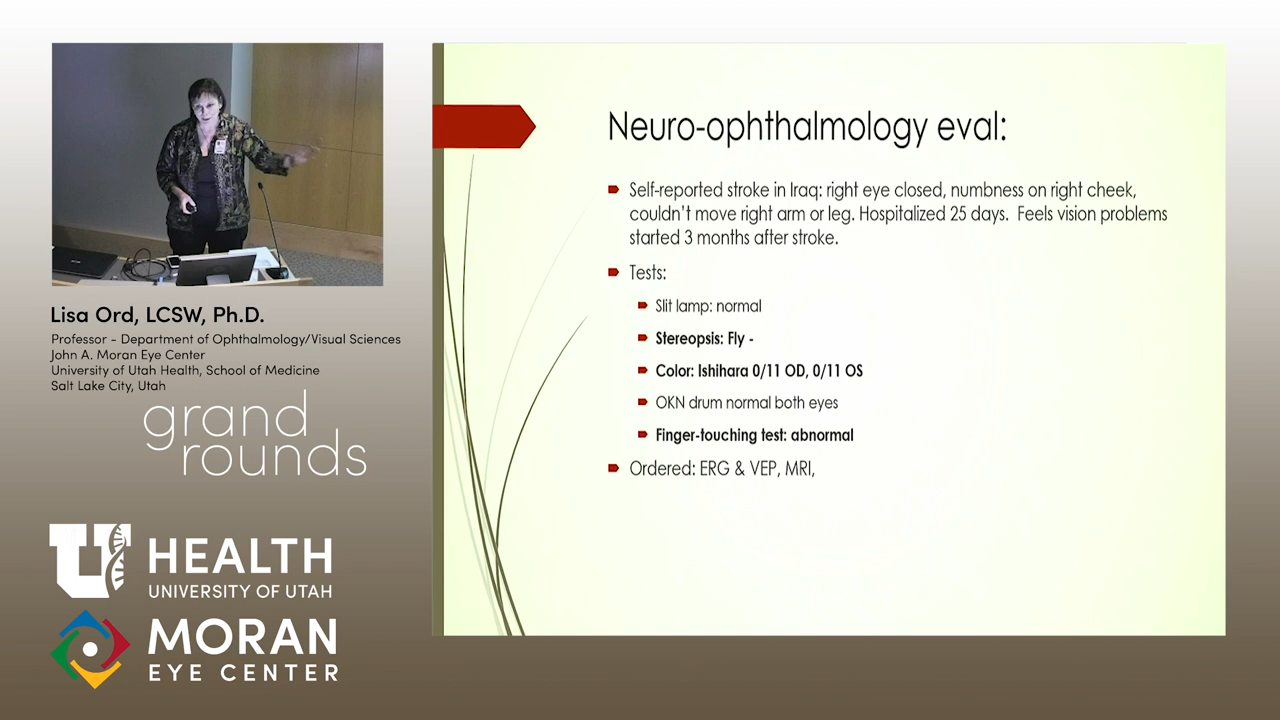 Neuro-ophthalmology eval:
Self-reported stroke in Iraq: right eye closed, numbness on right cheek,
couldn't move right arm or leg. Hospitalized 25 days.  Feels vision problems
started 3 months after stroke.
Tests:
Slit lamp: normal
Stereopsis: Fly -
Color: Ishihara 0/11 OD, 0/11 OS
OKN drum normal both eyes
Finger-touching test: abnormal
Ordered: ERG & VEP, MRI,
Lisa Ord, LCSW, Ph.D.
Professor - Department of Ophthalmology/Visual Sciences
John A. Moran Eye Center
University of Utah Health, School of Medicine
Salt Lake City, Utah
grand
rounds
U HEALTH
UNIVERSITY OF UTAH
MORAN
EYE CENTER